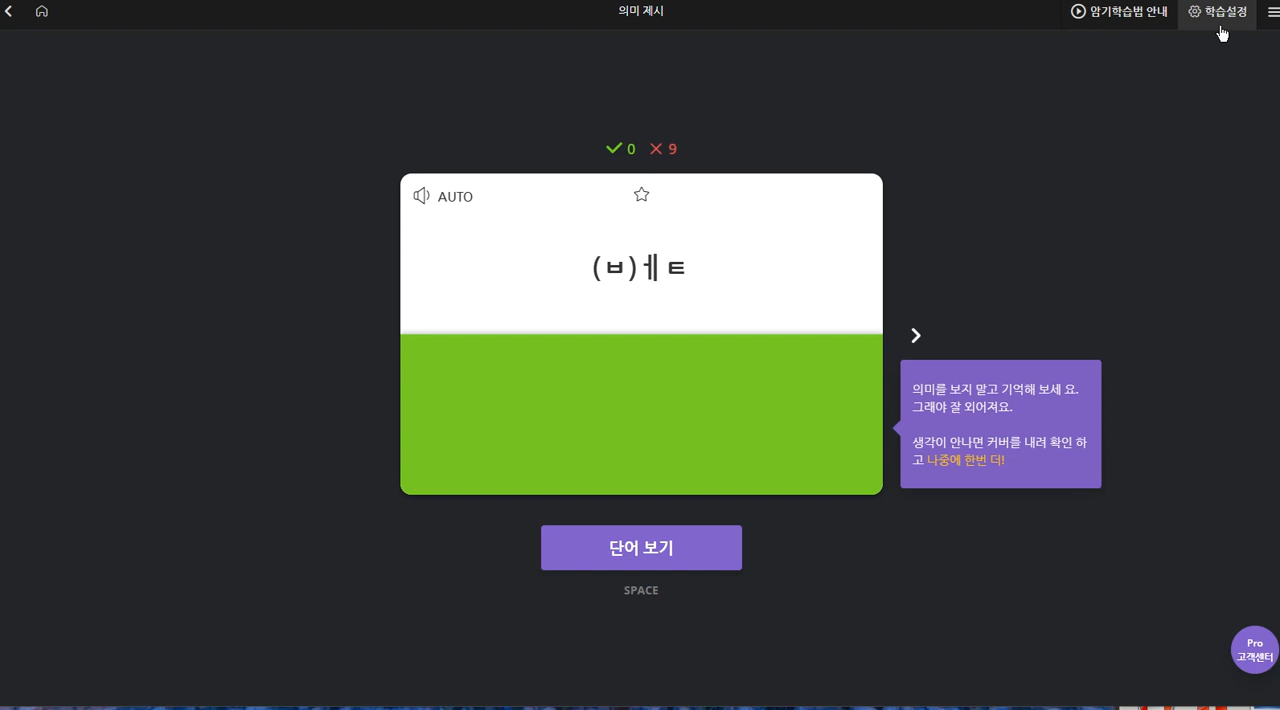 의미 제시
암기학습법 안내
학습설정
0
9
AUTO
(ㅂ)ㅔㅌ
의미를 보지 말고 기억해 보세 요.
그래야 잘 외어져요.
생각이 안나면 커버를 내려 확인 하
고 나중에 한번 더!
단어 보기
SPACE
Pro
고객센터